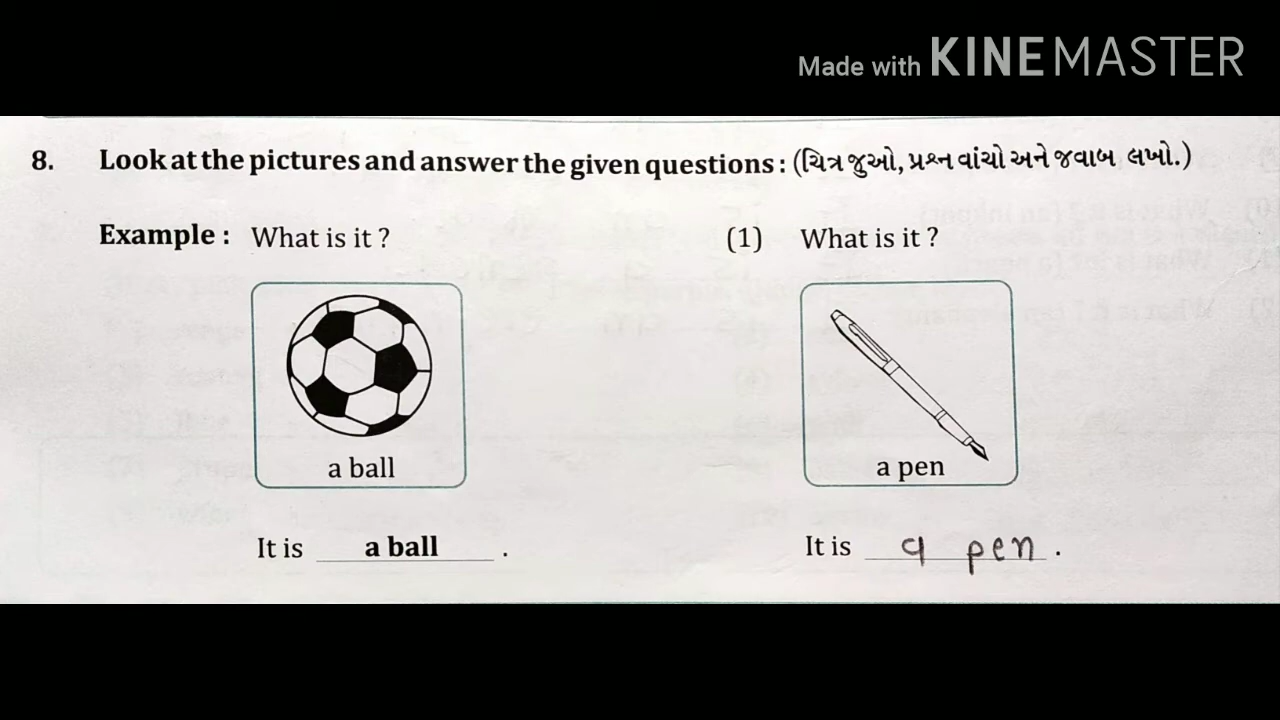 Made with KINEMASTER
8. Look at the pictures and answer the given questions : (ચિત્ર જુઓ, પ્રશ્ન વાંચો અને જવાબ લખો.)
Example : What is it ?
(1) What is it ?
a ball
a pen
It is a ball .
It is a pen .